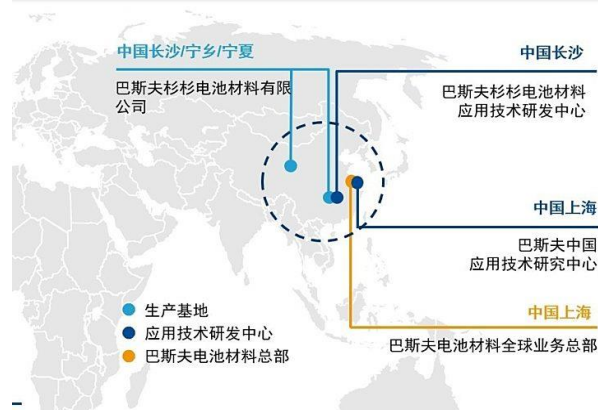 中国长沙/宁乡/宁夏
巴斯夫杉杉电池材料有限
公司
中国长沙
巴斯夫杉杉电池材料
应用技术研发中心
中国上海
巴斯夫中国
应用技术研究中心
中国上海
巴斯夫电池材料全球业务总部
生产基地
应用技术研发中心
巴斯夫电池材料总部